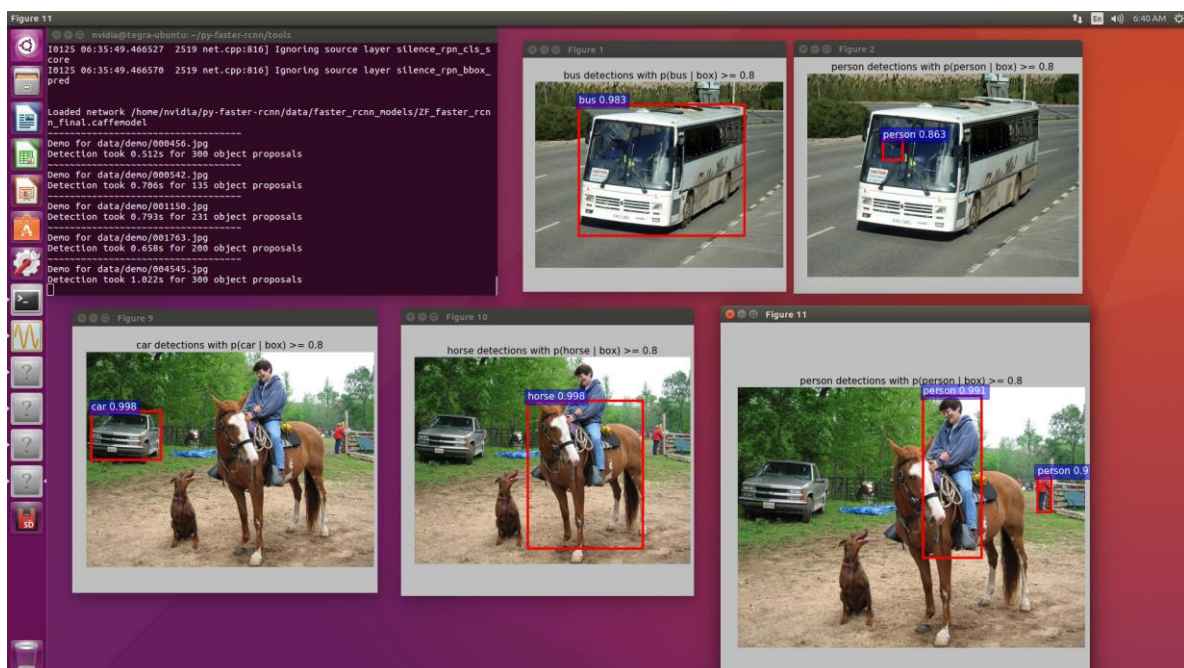 Figure 11
En
6:40 AM
nvidia@tegra-ubuntu: ~/py-faster-rcnn/tools
I0125 06:35:49.466527 2519 net.cpp:816] Ignoring source layer silence_rpn_cls_s
core
I0125 06:35:49.466570 2519 net.cpp:816] Ignoring source layer silence_rpn_bbox_
pred
Loaded network /home/nvidia/py-faster-rcnn/data/faster_rcnn_models/ZF_faster_rcn
n_final.caffemodel
~~~~~~~~~~~~~~~~~~~~~~~~~~~~~~~~~~~
Demo for data/demo/000456.jpg
Detection took 0.512s for 300 object proposals
~~~~~~~~~~~~~~~~~~~~~~~~~~~~~~~~~~~
Demo for data/demo/000542.jpg
Detection took 0.706s for 135 object proposals
~~~~~~~~~~~~~~~~~~~~~~~~~~~~~~~~~~~
Demo for data/demo/001150.jpg
Detection took 0.793s for 231 object proposals
~~~~~~~~~~~~~~~~~~~~~~~~~~~~~~~~~~~
Demo for data/demo/001763.jpg
Detection took 0.658s for 200 object proposals
~~~~~~~~~~~~~~~~~~~~~~~~~~~~~~~~~~~
Demo for data/demo/004545.jpg
Detection took 1.022s for 300 object proposals
Figure 1
bus detections with p(bus | box) >= 0.8
bus 0.983
Figure 2
person detections with p(person | box) >= 0.8
person 0.863
Figure 9
car detections with p(car | box) >= 0.8
car 0.998
Figure 10
horse detections with p(horse | box) >= 0.8
horse 0.998
Figure 11
person detections with p(person | box) >= 0.8
person 0.991
person 0.9
SD